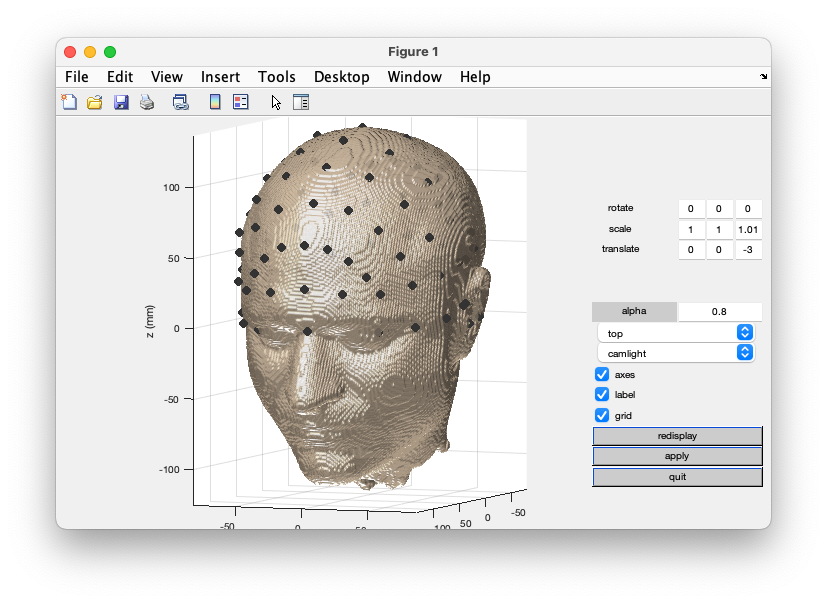 Figure 1
File Edit View Insert Tools Desktop Window Help
100
50
0
-50
-100
z (mm)
-50
0
50
100
50
0
-50
rotate 0 0 0
scale 1 1 1.01
translate 0 0 -3
alpha 0.8
top
camlight
axes
label
grid
redisplay
apply
quit